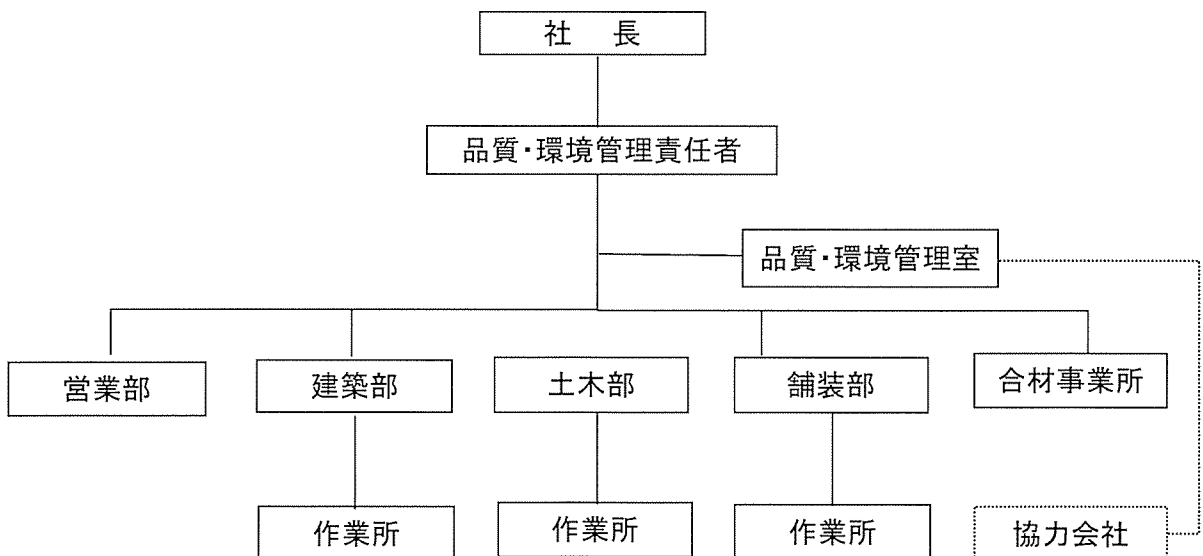 社 長
品質・環境管理責任者
品質・環境管理室
営業部
建築部
土木部
舗装部
合材事業所
作業所
作業所
作業所
協力会社